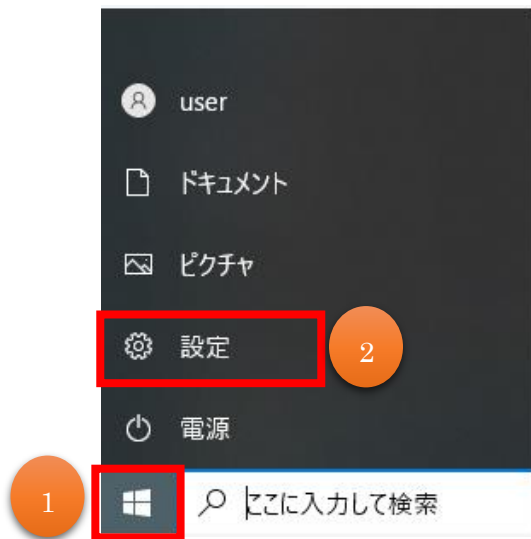 user
ドキュメント
ピクチャ
設定
2
電源
1
ここに入力して検索